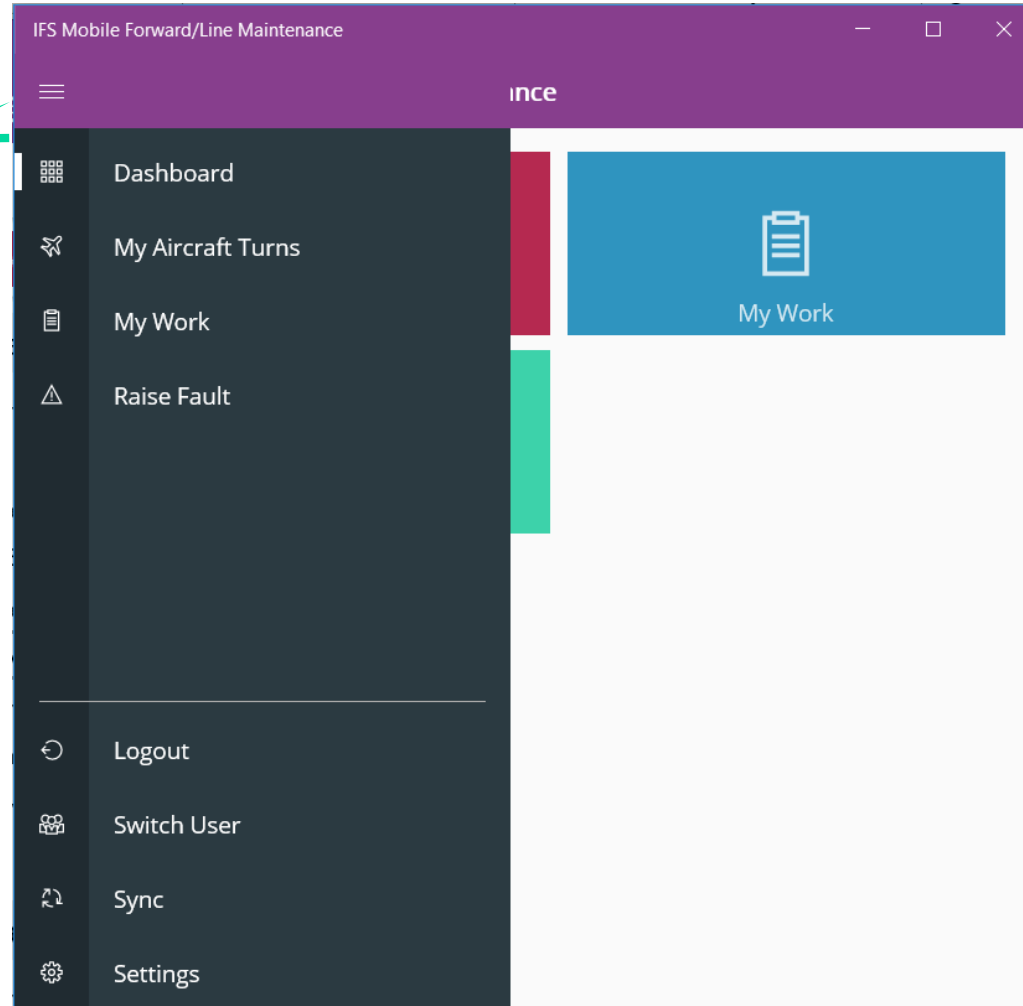 IFS Mobile Forward/Line Maintenance
nce
Dashboard
My Aircraft Turns
My Work
Raise Fault
My Work
Logout
Switch User
Sync
Settings